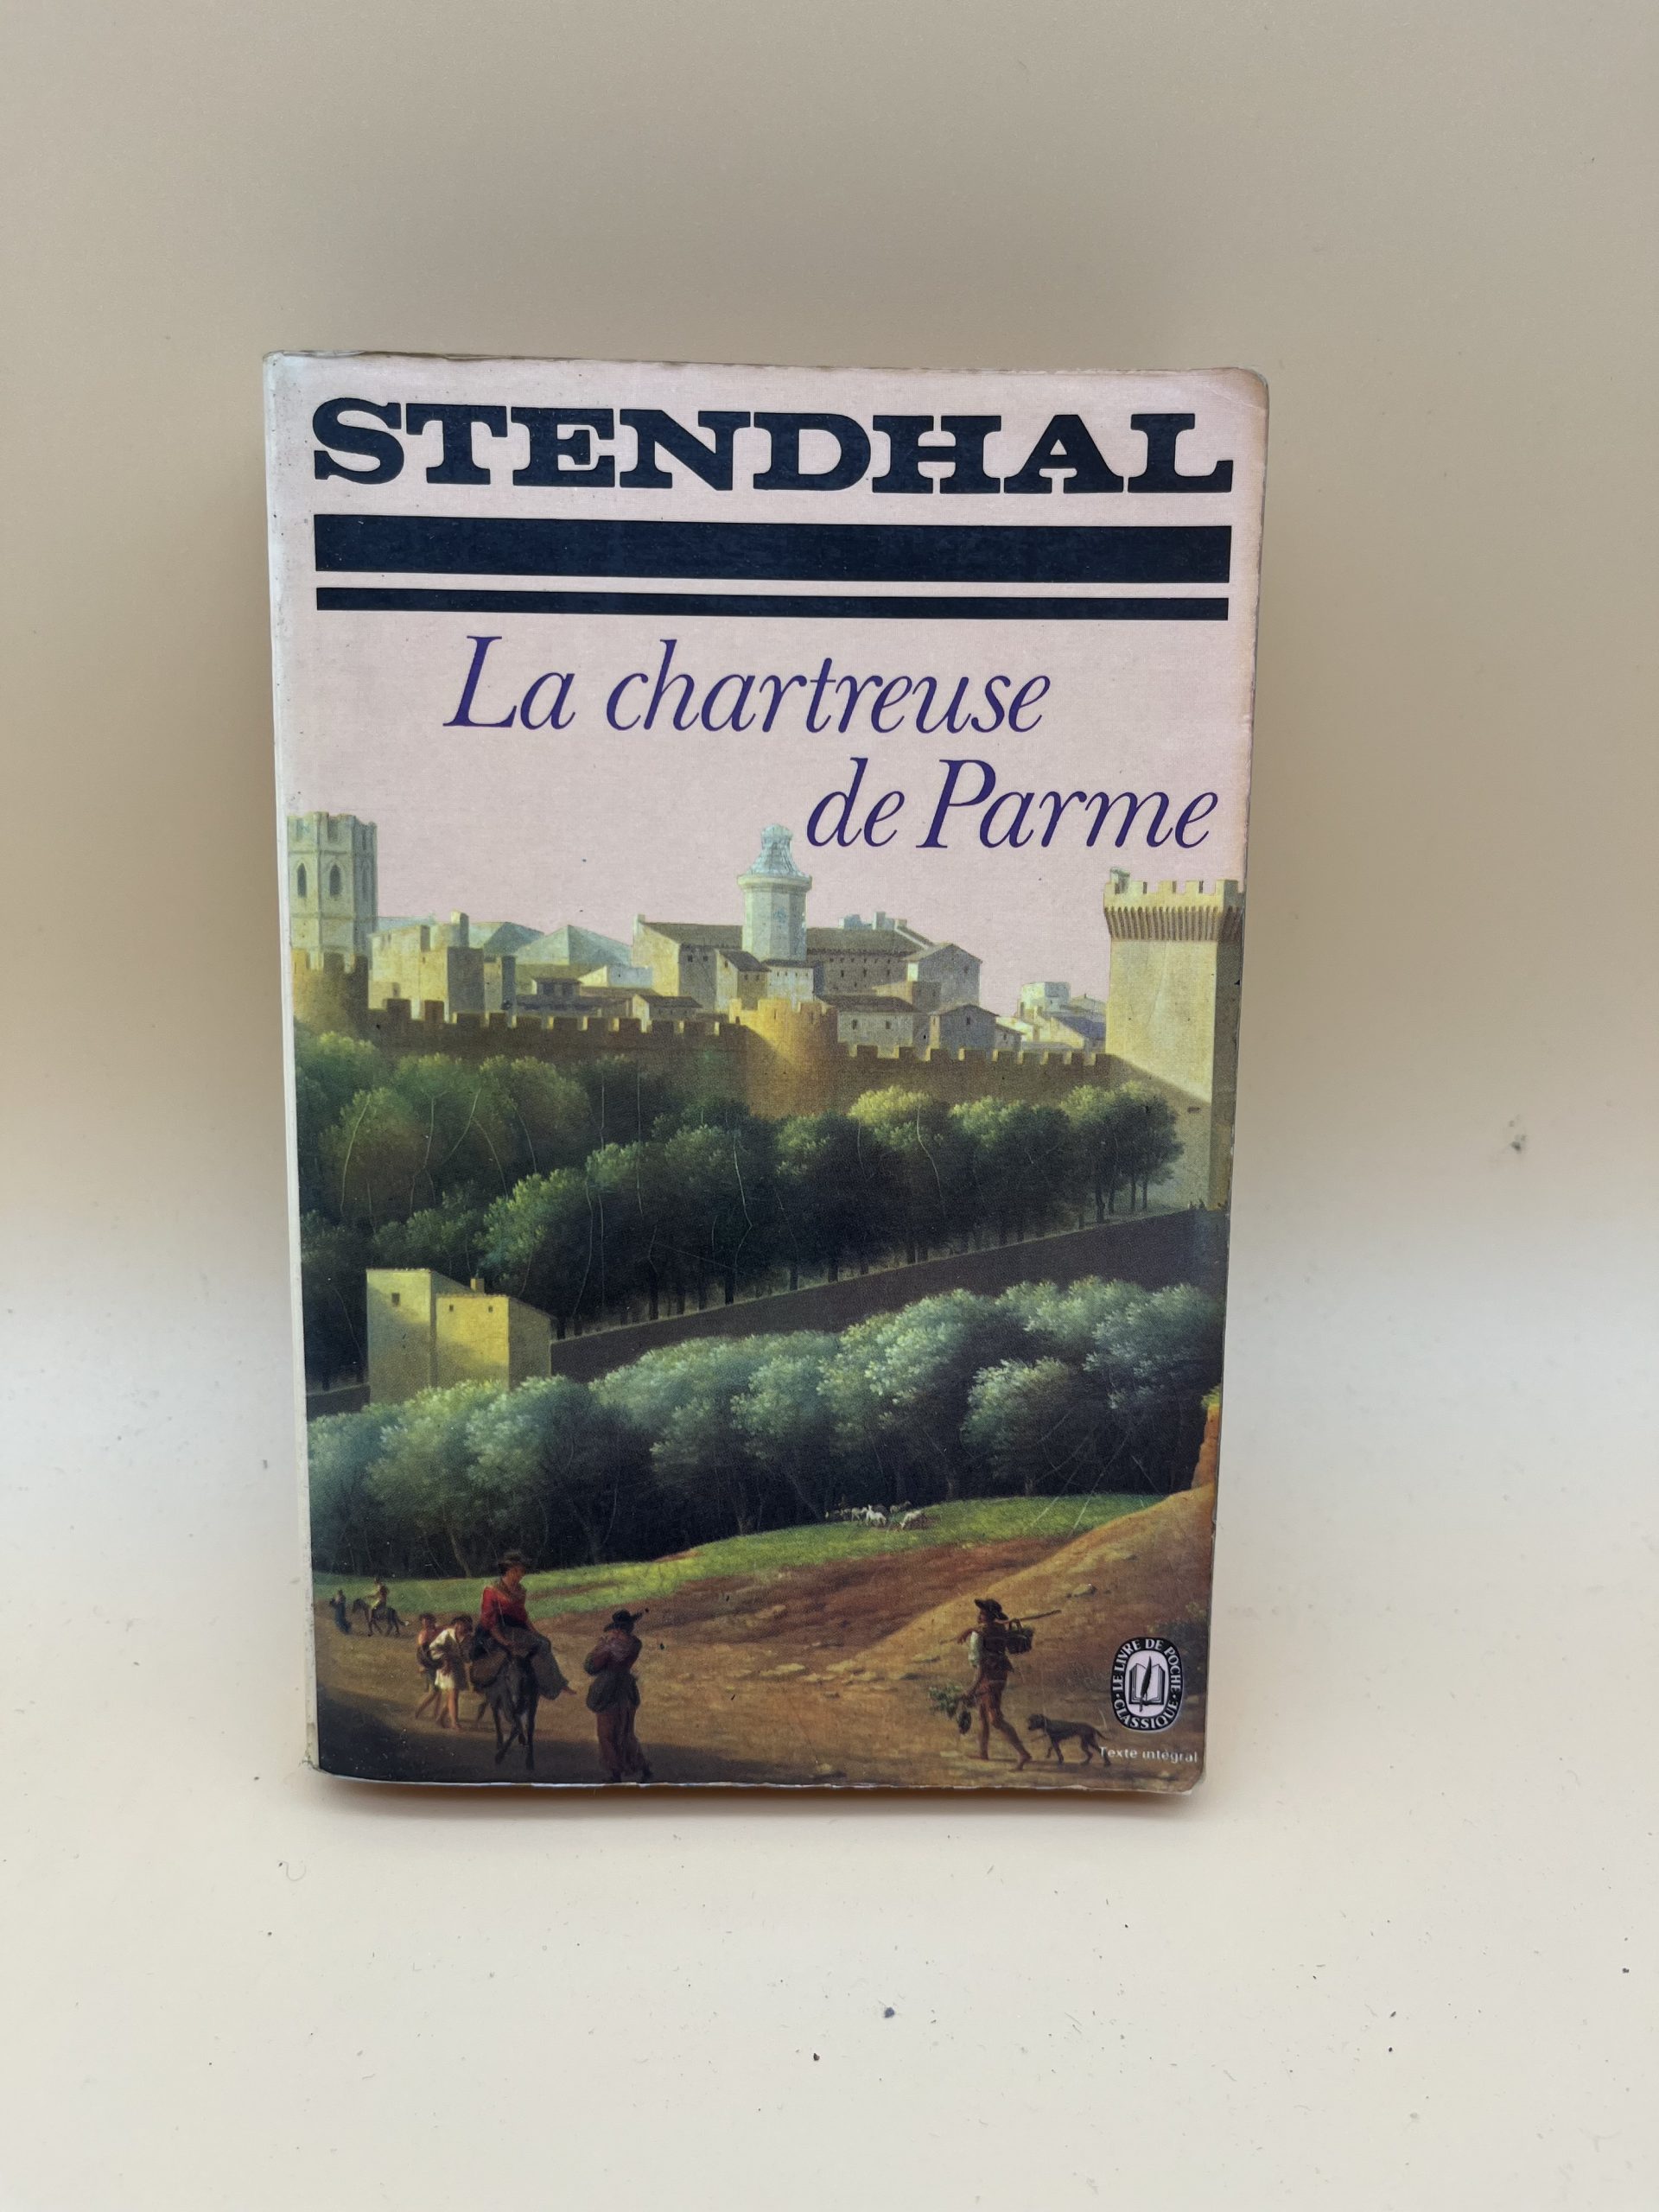 STENDHAL
La chartreuse
de Parme
LE LIVRE DE POCHE
CLASSIQUE
Texte intégral